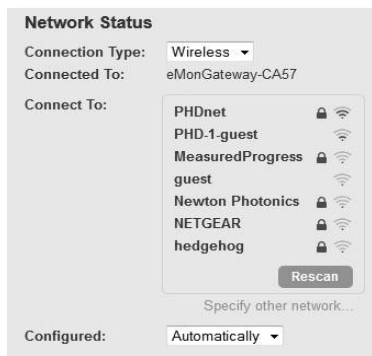 Network Status
Connection Type: Wireless
Connected To: eMonGateway-CA57
Connect To:
PHDnet
PHD-1-guest
MeasuredProgress
guest
Newton Photonics
NETGEAR
hedgehog
Rescan
Specify other network...
Configured: Automatically